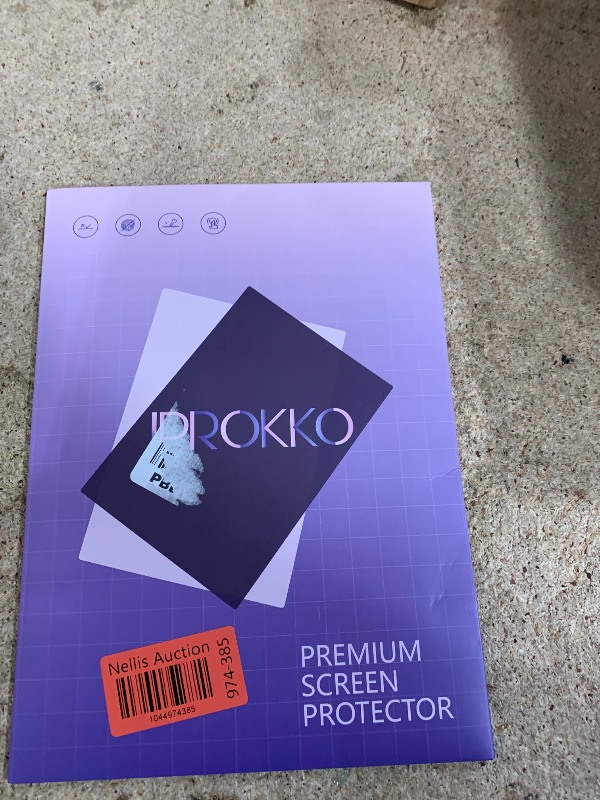 IPROKKO
Nellis Auction
974-385
1044974385
PREMIUM
SCREEN
PROTECTOR